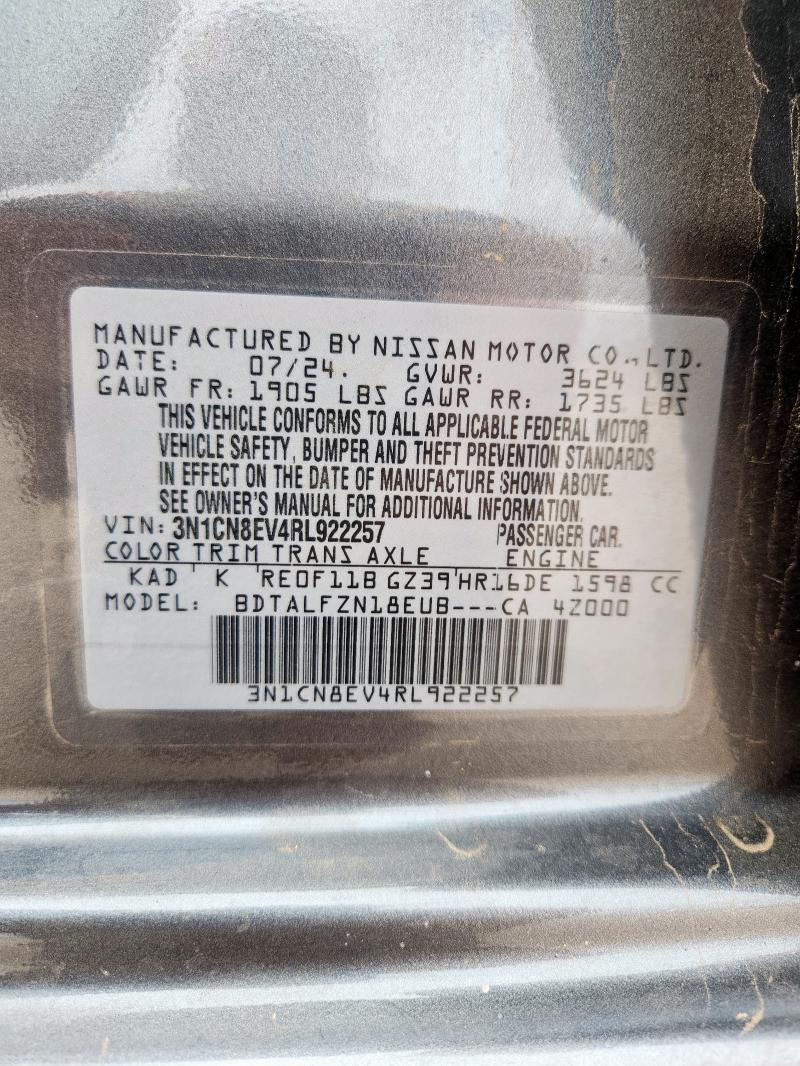 MANUFACTURED BY NISSAN MOTOR CO., LTD.
DATE: 07/24. GVWR: 3624 LBS
GAWR FR: 1905 LBS GAWR RR: 1735 LBS
THIS VEHICLE CONFORMS TO ALL APPLICABLE FEDERAL MOTOR
VEHICLE SAFETY, BUMPER AND THEFT PREVENTION STANDARDS
IN EFFECT ON THE DATE OF MANUFACTURE SHOWN ABOVE.
SEE OWNER'S MANUAL FOR ADDITIONAL INFORMATION.
VIN: 3N1CN8EV4RL922257 PASSENGER CAR.
COLOR TRIM TRANS AXLE ENGINE
KAD K RE0F11B GZ39 HR16DE 1598 CC
MODEL: BDTALFZN18EUB---CA 4Z000
3N1CN8EV4RL922257